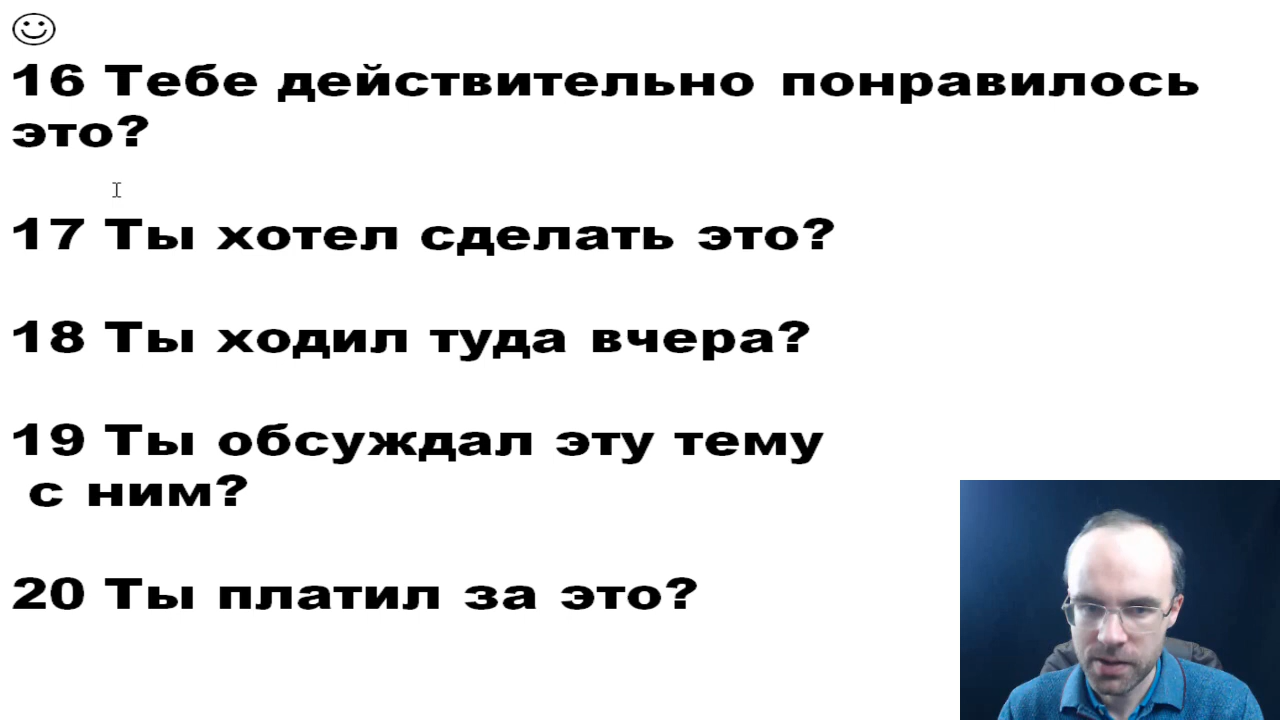 16 Тебе действительно понравилось
это?
17 Ты хотел сделать это?
18 Ты ходил туда вчера?
19 Ты обсуждал эту тему
с ним?
20 Ты платил за это?